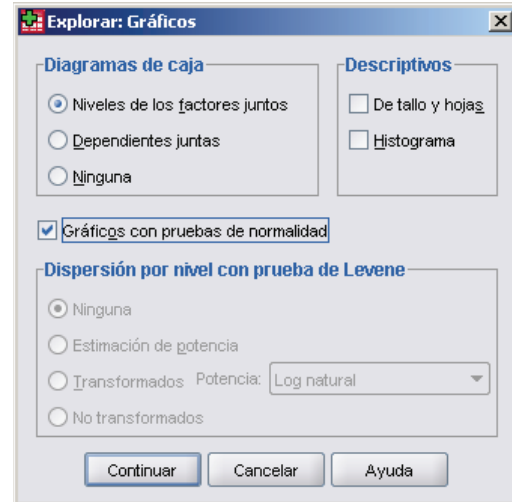 Explorar: Gráficos
Diagramas de caja
Niveles de los factores juntos
Dependientes juntas
Ninguna
Descriptivos
De tallo y hojas
Histograma
Gráficos con pruebas de normalidad
Dispersión por nivel con prueba de Levene
Ninguna
Estimación de potencia
Transformados Potencia: Log natural
No transformados
Continuar Cancelar Ayuda